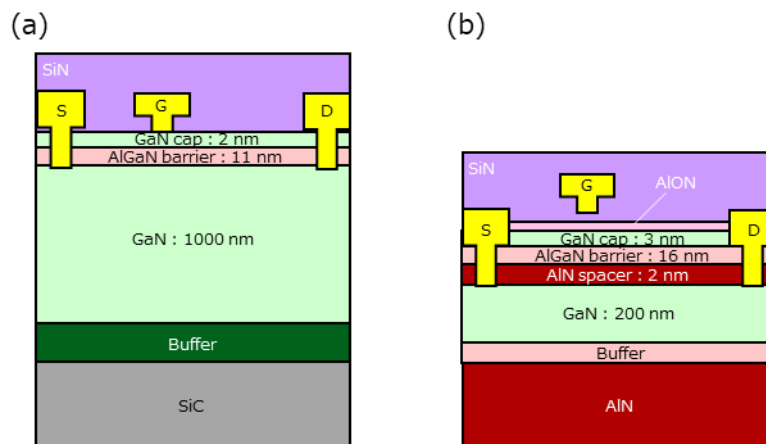 (a)
SiN
S
G
D
GaN cap : 2 nm
AlGaN barrier : 11 nm
GaN : 1000 nm
Buffer
SiC
(b)
SiN
G
AlON
S
D
GaN cap : 3 nm
AlGaN barrier : 16 nm
AlN spacer : 2 nm
GaN : 200 nm
Buffer
AlN